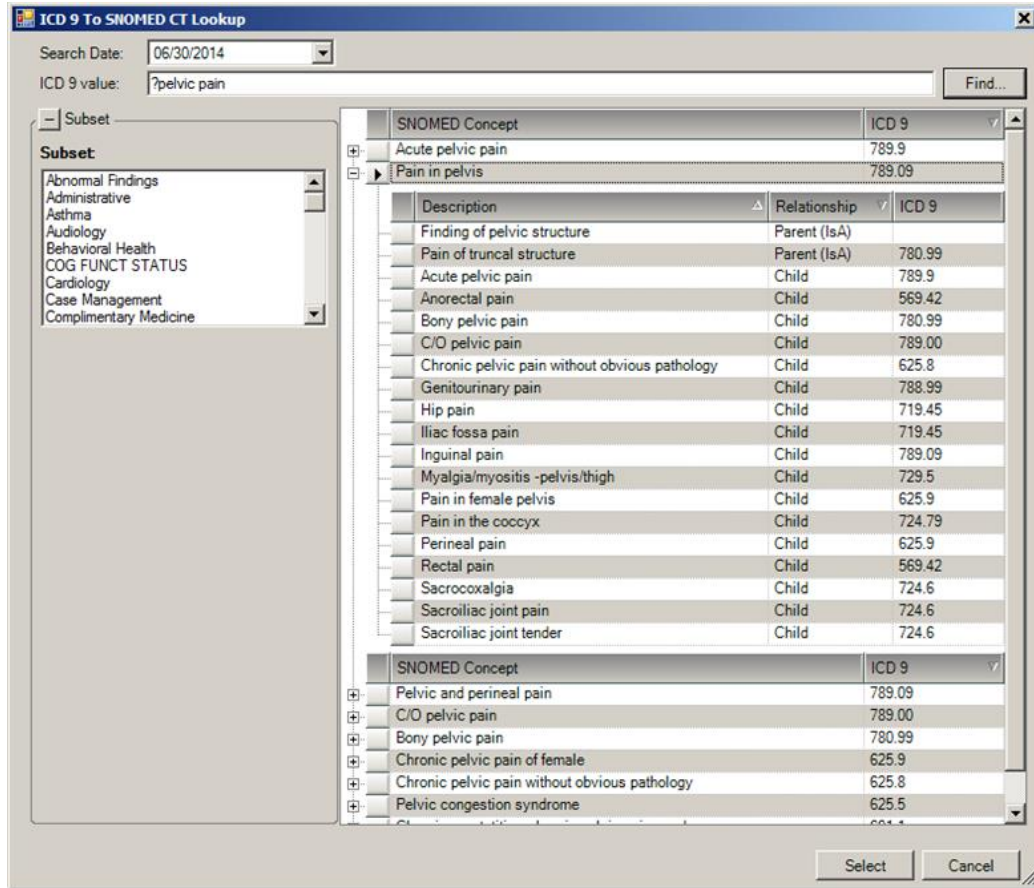 ICD 9 To SNOMED CT Lookup
Search Date: 06/30/2014
ICD 9 value: ?pelvic pain Find...
Subset
Subset:
Abnormal Findings
Administrative
Asthma
Audiology
Behavioral Health
COG FUNCT STATUS
Cardiology
Case Management
Complimentary Medicine
SNOMED Concept ICD 9
Acute pelvic pain 789.9
Pain in pelvis 789.09
Description Relationship ICD 9
Finding of pelvic structure Parent (IsA)
Pain of truncal structure Parent (IsA) 780.99
Acute pelvic pain Child 789.9
Anorectal pain Child 569.42
Bony pelvic pain Child 780.99
C/O pelvic pain Child 789.00
Chronic pelvic pain without obvious pathology Child 625.8
Genitourinary pain Child 788.99
Hip pain Child 719.45
Iliac fossa pain Child 719.45
Inguinal pain Child 789.09
Myalgia/myositis -pelvis/thigh Child 729.5
Pain in female pelvis Child 625.9
Pain in the coccyx Child 724.79
Perineal pain Child 625.9
Rectal pain Child 569.42
Sacrocoxalgia Child 724.6
Sacroiliac joint pain Child 724.6
Sacroiliac joint tender Child 724.6
SNOMED Concept ICD 9
Pelvic and perineal pain 789.09
C/O pelvic pain 789.00
Bony pelvic pain 780.99
Chronic pelvic pain of female 625.9
Chronic pelvic pain without obvious pathology 625.8
Pelvic congestion syndrome 625.5
Select Cancel